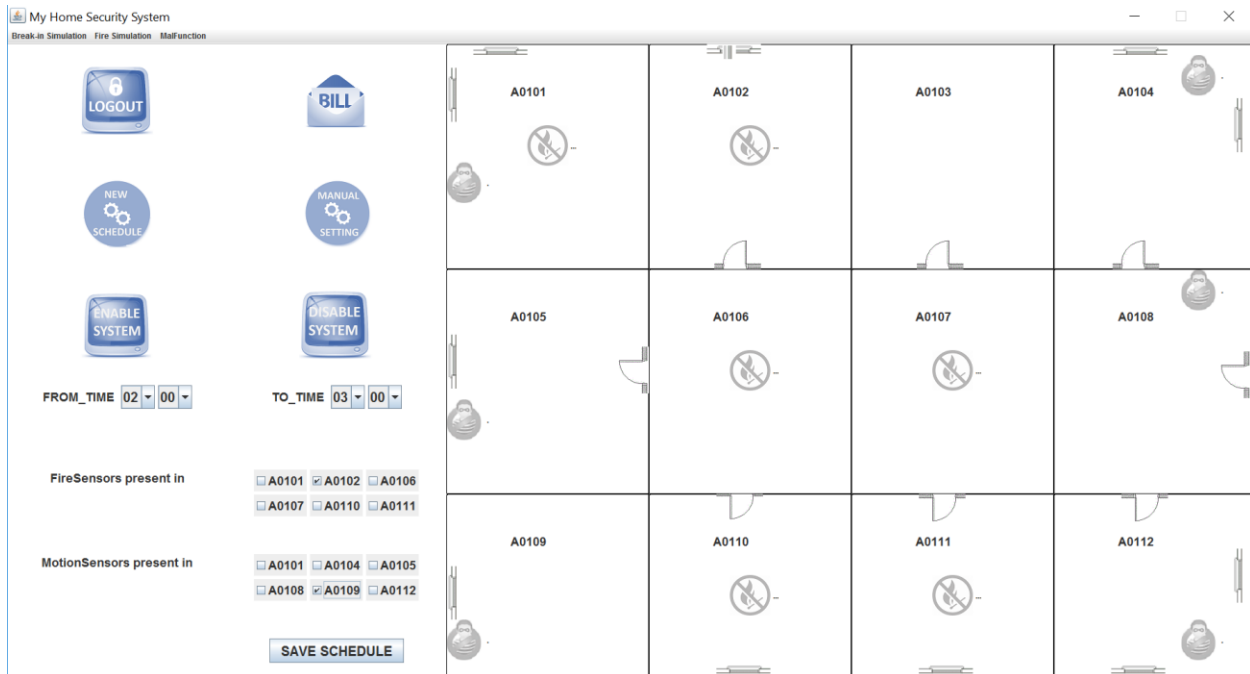 My Home Security System
Break-in Simulation Fire Simulation MalFunction
LOGOUT
BILL
NEW
SCHEDULE
MANUAL
SETTING
ENABLE
SYSTEM
DISABLE
SYSTEM
FROM_TIME 02 00
TO_TIME 03 00
FireSensors present in
A0101 A0102 A0106
A0107 A0110 A0111
MotionSensors present in
A0101 A0104 A0105
A0108 A0109 A0112
SAVE SCHEDULE
A0101 A0102 A0103 A0104
A0105 A0106 A0107 A0108
A0109 A0110 A0111 A0112